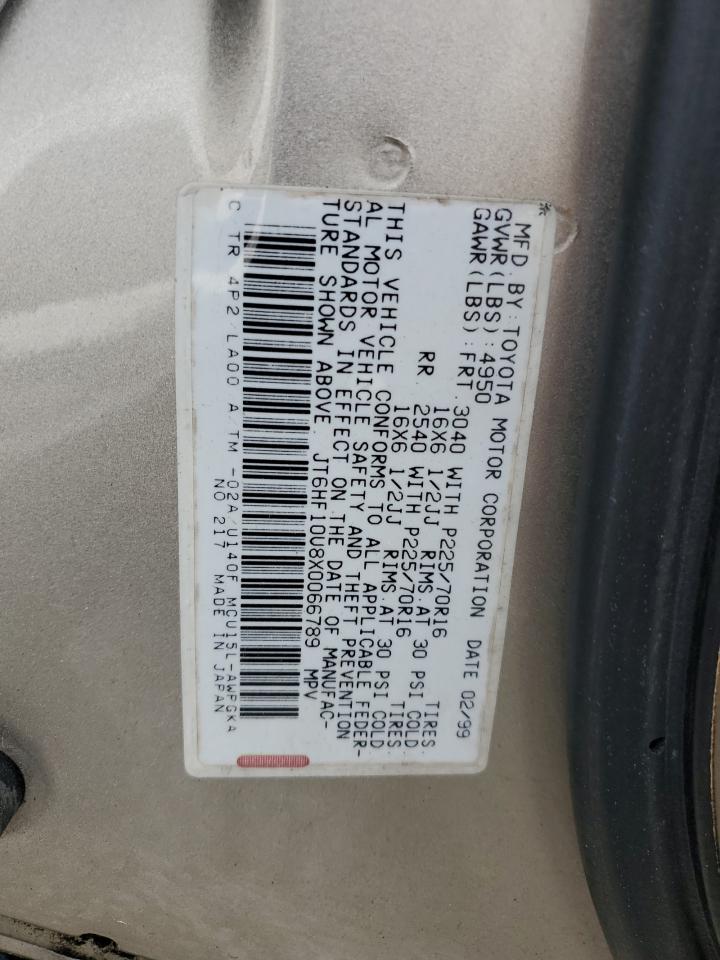 *
MFD. BY: TOYOTA MOTOR CORPORATION DATE 02/99
GVWR(LBS): 4950
GAWR(LBS): FRT. 3040 WITH P225/70R16 TIRES.
16X6 1/2JJ RIMS.AT 30 PSI COLD
RR 2540 WITH P225/70R16 TIRES.
16X6 1/2JJ RIMS.AT 30 PSI COLD
THIS VEHICLE CONFORMS TO ALL APPLICABLE FEDER-
AL MOTOR VEHICLE SAFETY AND THEFT PREVENTION
STANDARDS IN EFFECT ON THE DATE OF MANUFAC-
TURE SHOWN ABOVE. JT6HF10U8X0066789 MPV
C TR 4P2/LA00 A/TM -02A/U140F MCU15L-AWPGKA
NO 217 MADE IN JAPAN